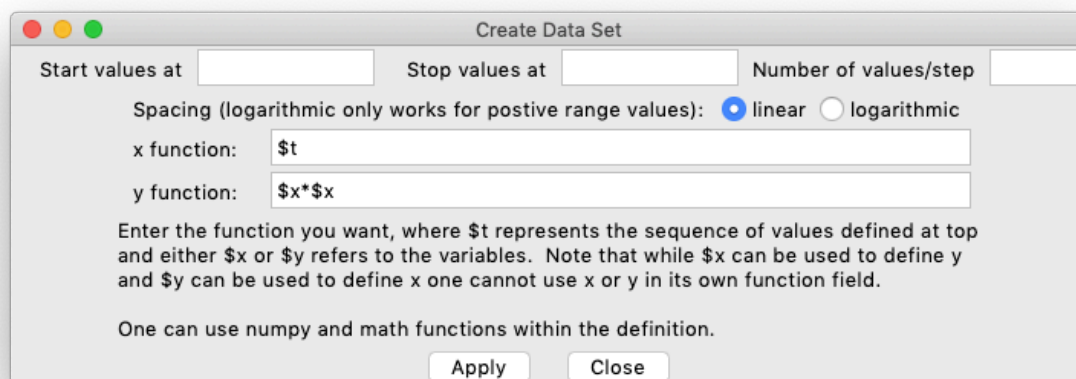 Create Data Set
Start values at Stop values at Number of values/step
Spacing (logarithmic only works for postive range values): linear logarithmic
x function: $t
y function: $x*$x
Enter the function you want, where $t represents the sequence of values defined at top
and either $x or $y refers to the variables. Note that while $x can be used to define y
and $y can be used to define x one cannot use x or y in its own function field.
One can use numpy and math functions within the definition.
Apply Close